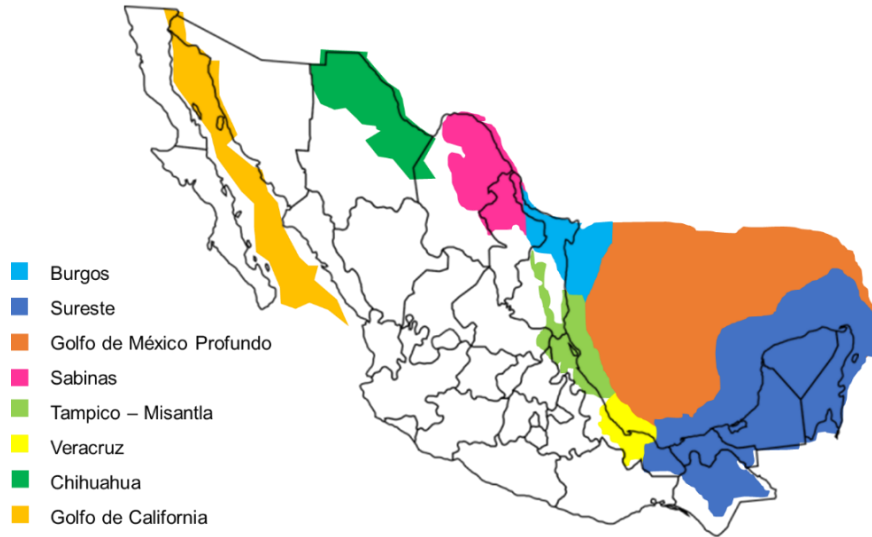 Burgos
Sureste
Golfo de México Profundo
Sabinas
Tampico – Misantla
Veracruz
Chihuahua
Golfo de California